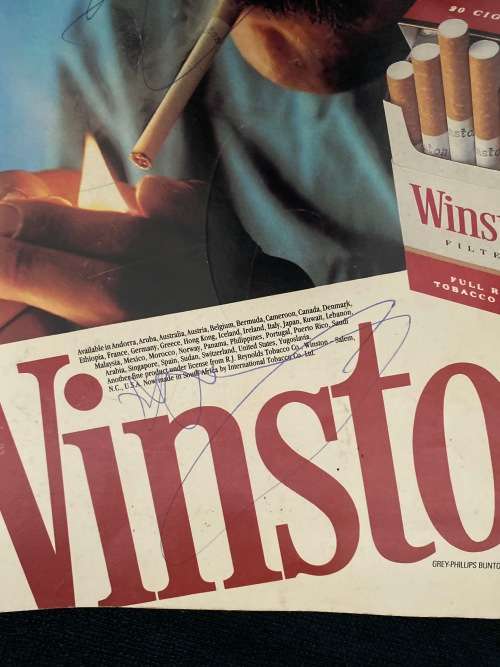 20 CIG
Wins
FILTE
FULL R
TOBACCO
Available in Andorra, Aruba, Australia, Austria, Belgium, Bermuda, Cameroon, Canada, Denmark,
Ethiopia, France, Germany, Greece, Hong Kong, Iceland, Ireland, Italy, Japan, Kuwait, Lebanon,
Malaysia, Mexico, Morocco, Norway, Panama, Philippines, Portugal, Puerto Rico, Saudi
Arabia, Singapore, Spain, Sudan, Switzerland, United States, Yugoslavia.
Another fine product under license from R.J. Reynolds Tobacco Co., Winston – Salem,
N.C., U.S.A. Now made in South Africa by International Tobacco Co. Ltd.
Winsto
GREY-PHILLIPS BUNTO